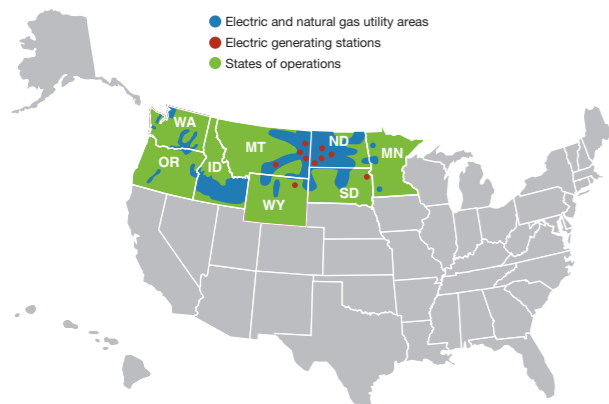 Electric and natural gas utility areas
Electric generating stations
States of operations
WA
MT
ND
MN
OR
ID
SD
WY